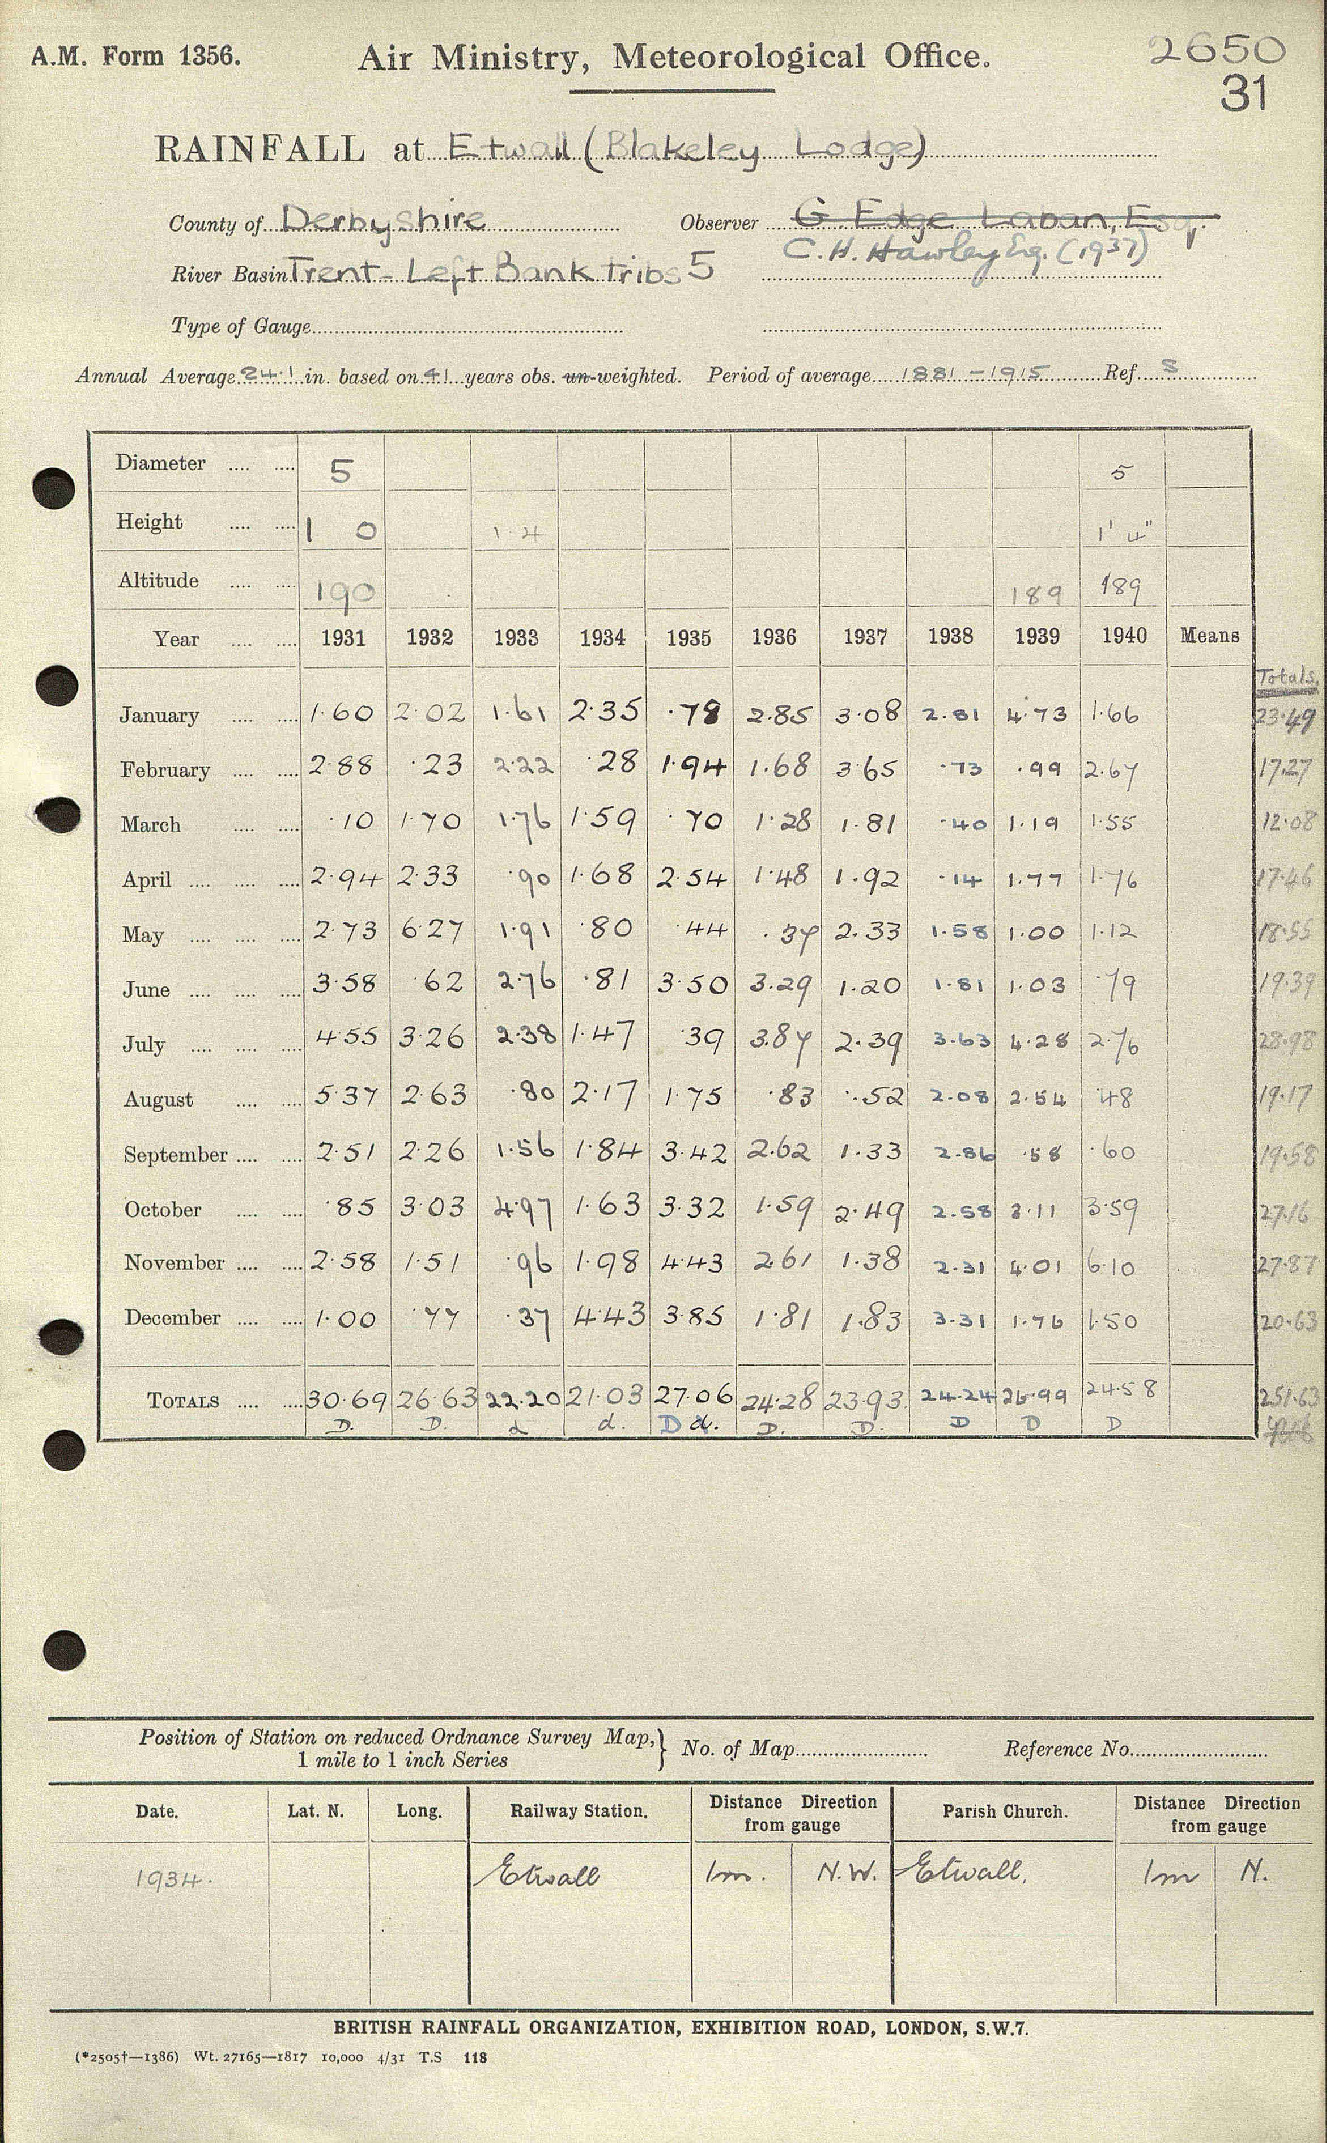 A.M. Form 1356. Air Ministry, Meteorological Office. 2650
31
RAINFALL at Etwall (Blakeley Lodge)
County of Derbyshire Observer G. Edge Laban, Esq.
C. H. Hawley Esq. (1937)
River Basin Trent - Left Bank tribs 5
Type of Gauge
Annual Average 24.1 in. based on 41 years obs. un-weighted. Period of average 1881 - 1915 Ref. S
Diameter 5 5
Height 1 0 1.4 1' 4"
Altitude 190 189 189
Year 1931 1932 1933 1934 1935 1936 1937 1938 1939 1940 Means
Totals.
January 1.60 2.02 1.61 2.35 .78 2.85 3.08 2.81 4.73 1.66 23.49
February 2.88 .23 2.22 .28 1.94 1.68 3.65 .73 .99 2.67 17.27
March .10 1.70 1.76 1.59 .70 1.28 1.81 .40 1.19 1.55 12.08
April 2.94 2.33 .90 1.68 2.54 1.48 1.92 .14 1.77 1.76 17.46
May 2.73 6.27 1.91 .80 .44 .37 2.33 1.58 1.00 1.12 18.55
June 3.58 .62 2.76 .81 3.50 3.29 1.20 1.81 1.03 .79 19.39
July 4.55 3.26 2.38 1.47 .39 3.87 2.39 3.63 4.28 2.76 28.98
August 5.37 2.63 .80 2.17 1.75 .83 .52 2.08 2.54 .48 19.17
September 2.51 2.26 1.56 1.84 3.42 2.62 1.33 2.86 .58 .60 19.58
October .85 3.03 4.97 1.63 3.32 1.59 2.49 2.58 3.11 3.59 27.16
November 2.58 1.51 .96 1.98 4.43 2.61 1.38 2.31 4.01 6.10 27.87
December 1.00 .77 .37 4.43 3.85 1.81 1.83 3.31 1.76 1.50 20.63
TOTALS 30.69 26.63 22.20 21.03 27.06 24.28 23.93 24.24 26.99 24.58 251.63
D. D. d d. D d. D. D. D D D
Position of Station on reduced Ordnance Survey Map, 1 mile to 1 inch Series } No. of Map Reference No.
Date. Lat. N. Long. Railway Station. Distance Direction from gauge Parish Church. Distance Direction from gauge
1934. Etwall 1m. N.W. Etwall. 1m N.
BRITISH RAINFALL ORGANIZATION, EXHIBITION ROAD, LONDON, S.W.7.
(*2505†—1386) Wt. 27165—1817 10,000 4/31 T.S 118